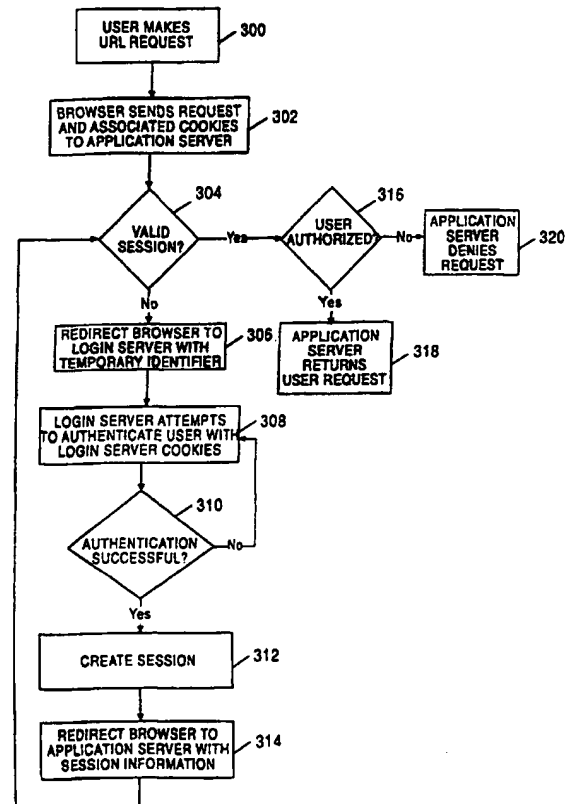 USER MAKES
URL REQUEST
300
BROWSER SENDS REQUEST
AND ASSOCIATED COOKIES
TO APPLICATION SERVER
302
304
VALID
SESSION?
Yes
316
USER
AUTHORIZED?
No
APPLICATION
SERVER
DENIES
REQUEST
320
No
Yes
REDIRECT BROWSER TO
LOGIN SERVER WITH
TEMPORARY IDENTIFIER
306
APPLICATION
SERVER
RETURNS
USER REQUEST
318
LOGIN SERVER ATTEMPTS
TO AUTHENTICATE USER WITH
LOGIN SERVER COOKIES
308
310
AUTHENTICATION
SUCCESSFUL?
No
Yes
CREATE SESSION
312
REDIRECT BROWSER TO
APPLICATION SERVER WITH
SESSION INFORMATION
314